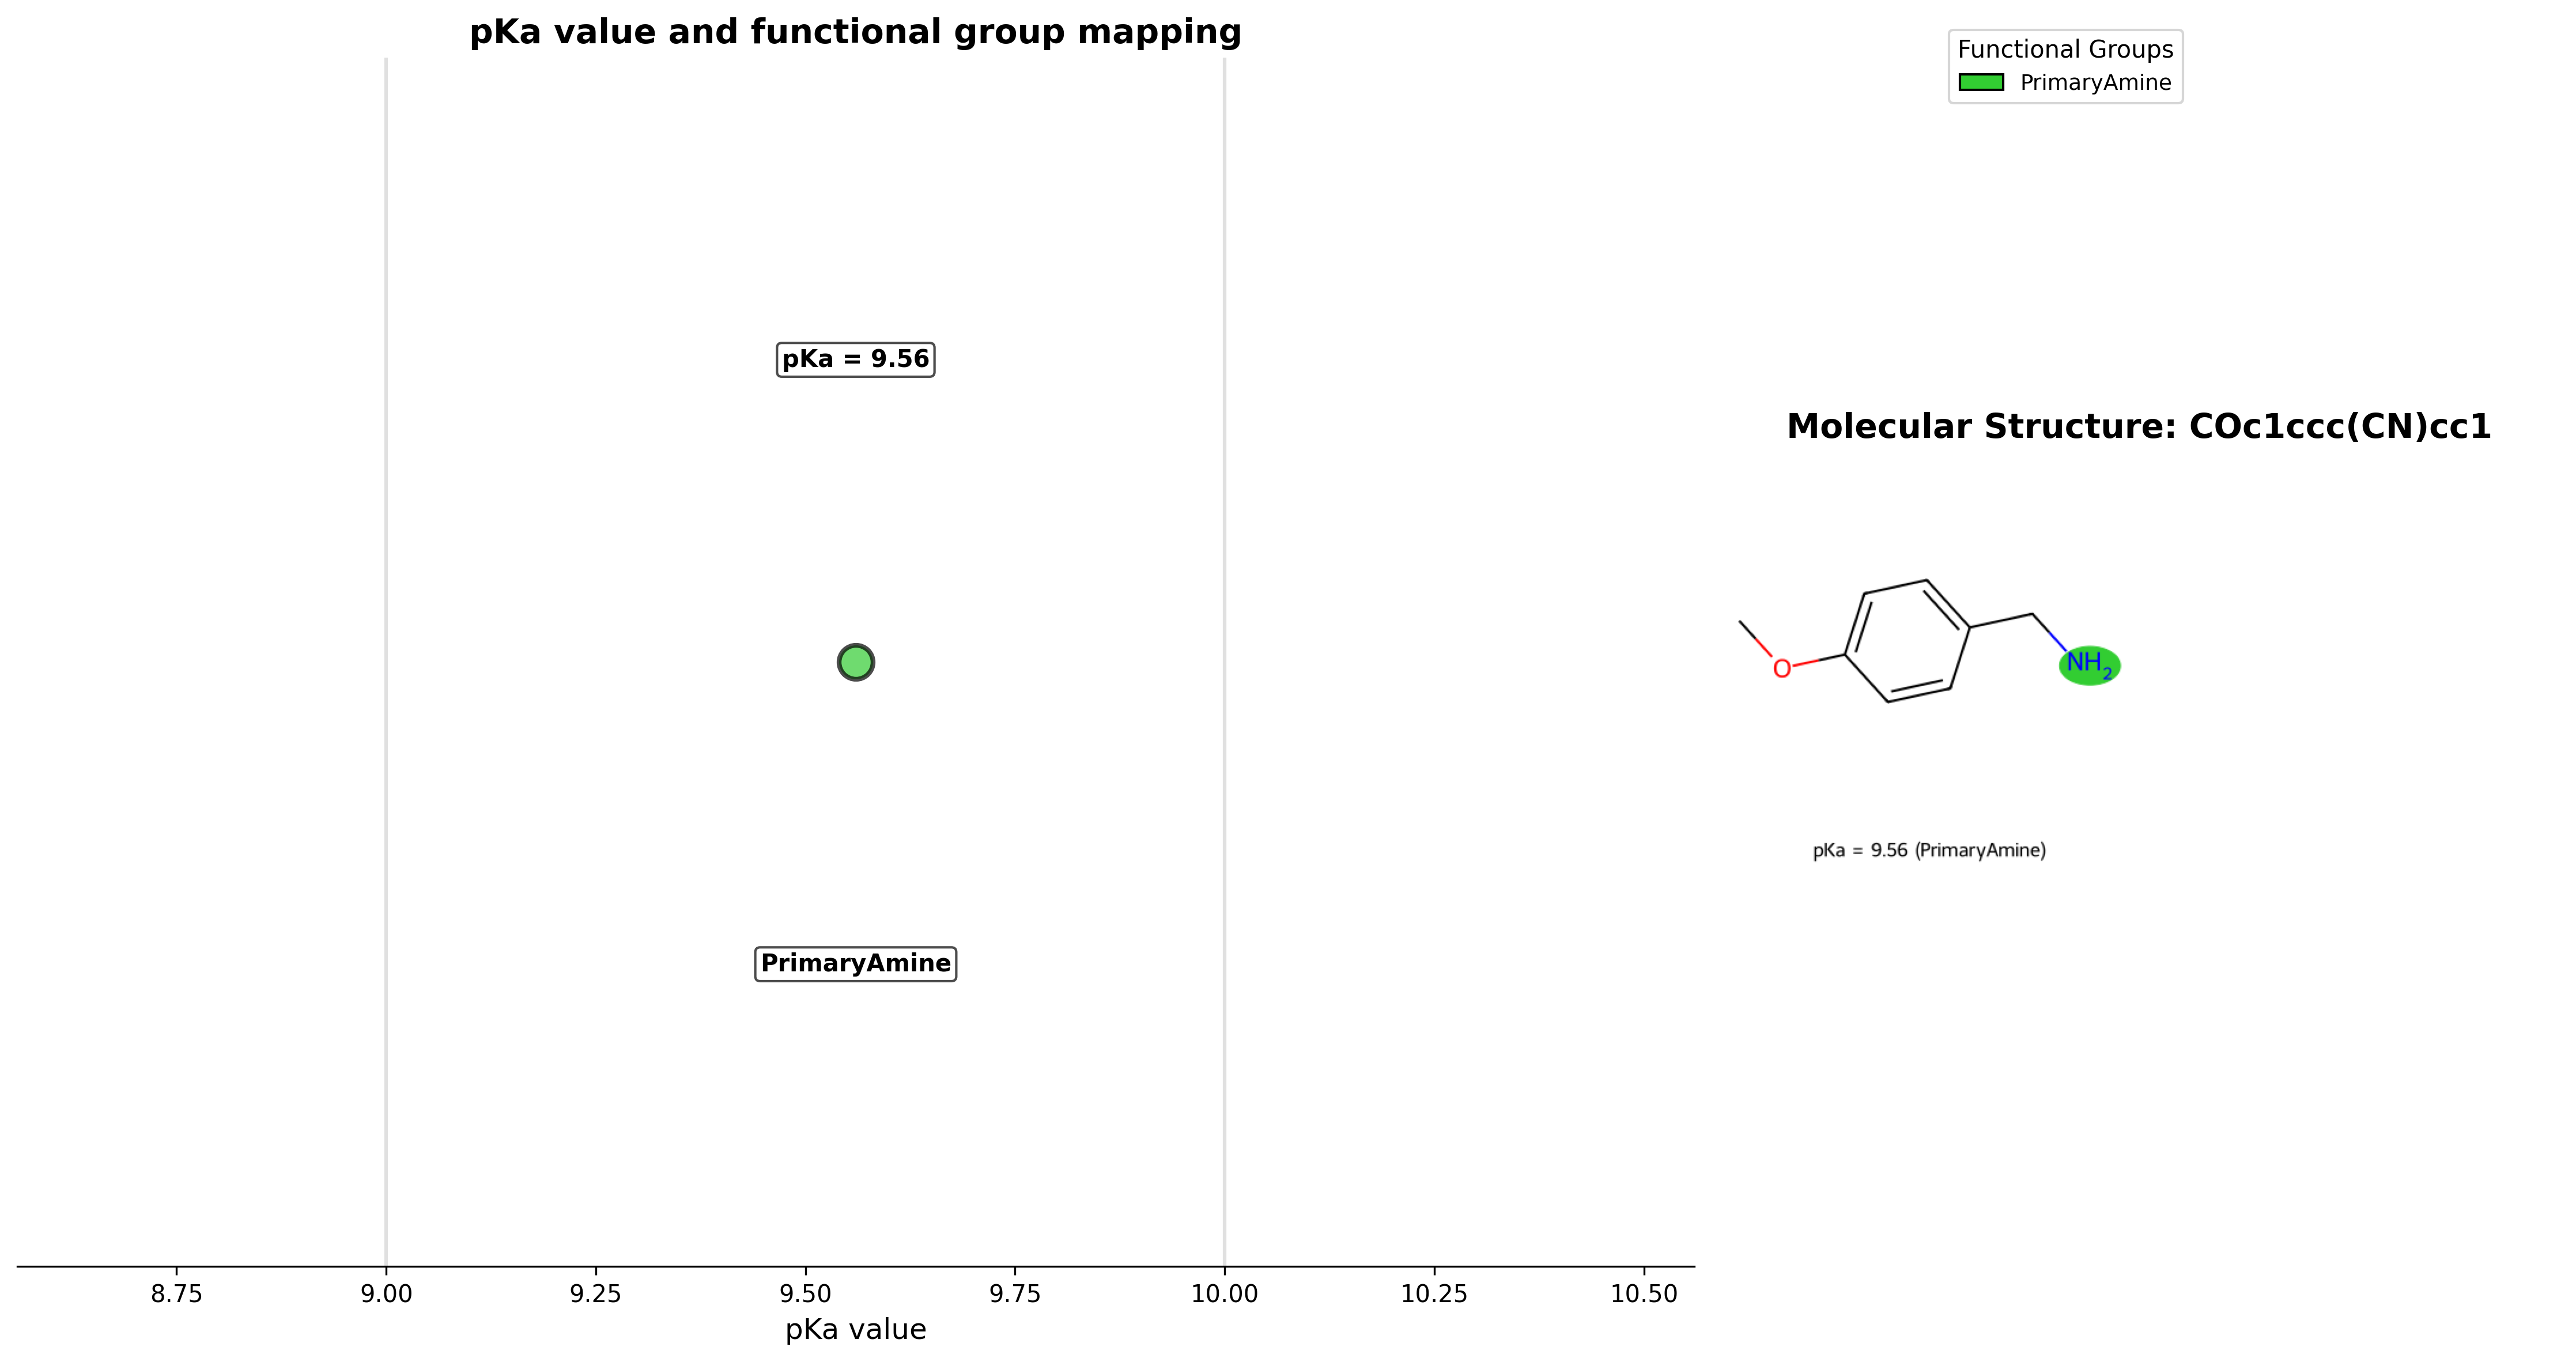 pKa value and functional group mapping
pKa = 9.56
PrimaryAmine
8.75 9.00 9.25 9.50 9.75 10.00 10.25 10.50
pKa value
Functional Groups
PrimaryAmine
Molecular Structure: COc1ccc(CN)cc1
O
NH2
pKa = 9.56 (PrimaryAmine)